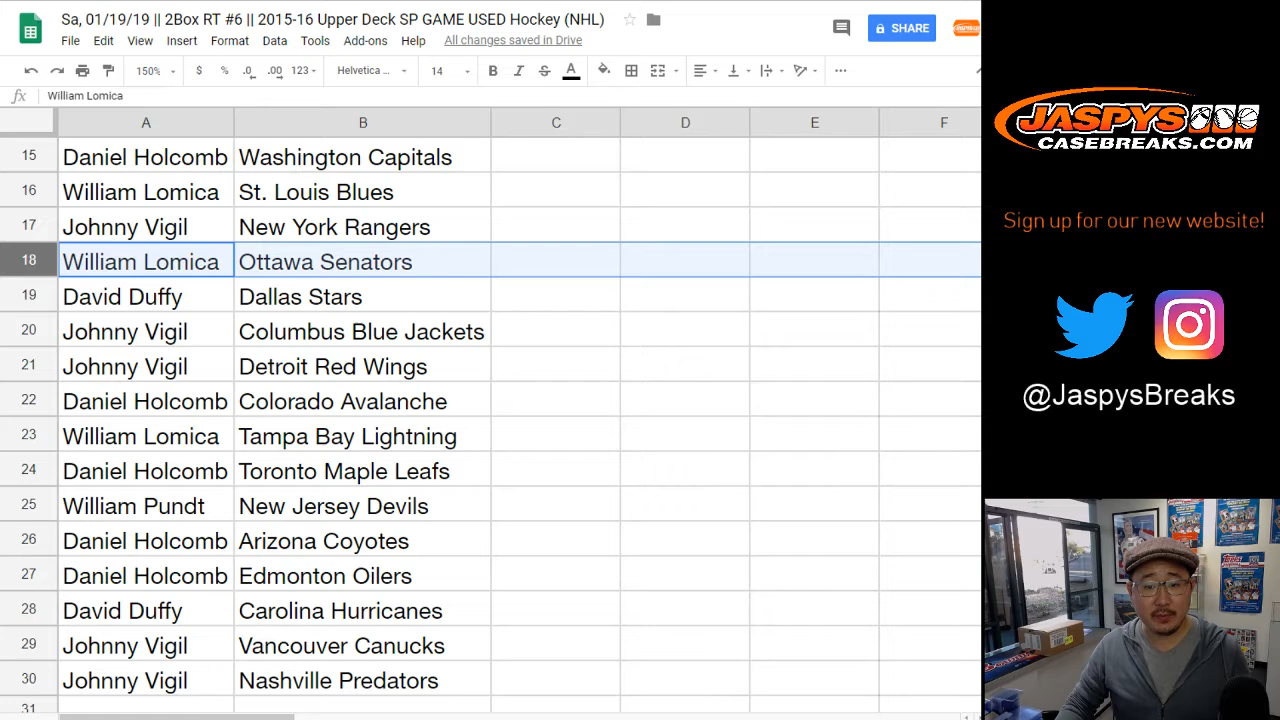 Sa, 01/19/19 || 2Box RT #6 || 2015-16 Upper Deck SP GAME USED Hockey (NHL)
File Edit View Insert Format Data Tools Add-ons Help All changes saved in Drive
SHARE
150% $ % .0 .00 123 Helvetica ... 14 B I S A
fx William Lomica
A B C D E F
15 Daniel Holcomb Washington Capitals
16 William Lomica St. Louis Blues
17 Johnny Vigil New York Rangers
18 William Lomica Ottawa Senators
19 David Duffy Dallas Stars
20 Johnny Vigil Columbus Blue Jackets
21 Johnny Vigil Detroit Red Wings
22 Daniel Holcomb Colorado Avalanche
23 William Lomica Tampa Bay Lightning
24 Daniel Holcomb Toronto Maple Leafs
25 William Pundt New Jersey Devils
26 Daniel Holcomb Arizona Coyotes
27 Daniel Holcomb Edmonton Oilers
28 David Duffy Carolina Hurricanes
29 Johnny Vigil Vancouver Canucks
30 Johnny Vigil Nashville Predators
31
JASPYS
CASEBREAKS.COM
Sign up for our new website!
@JaspysBreaks